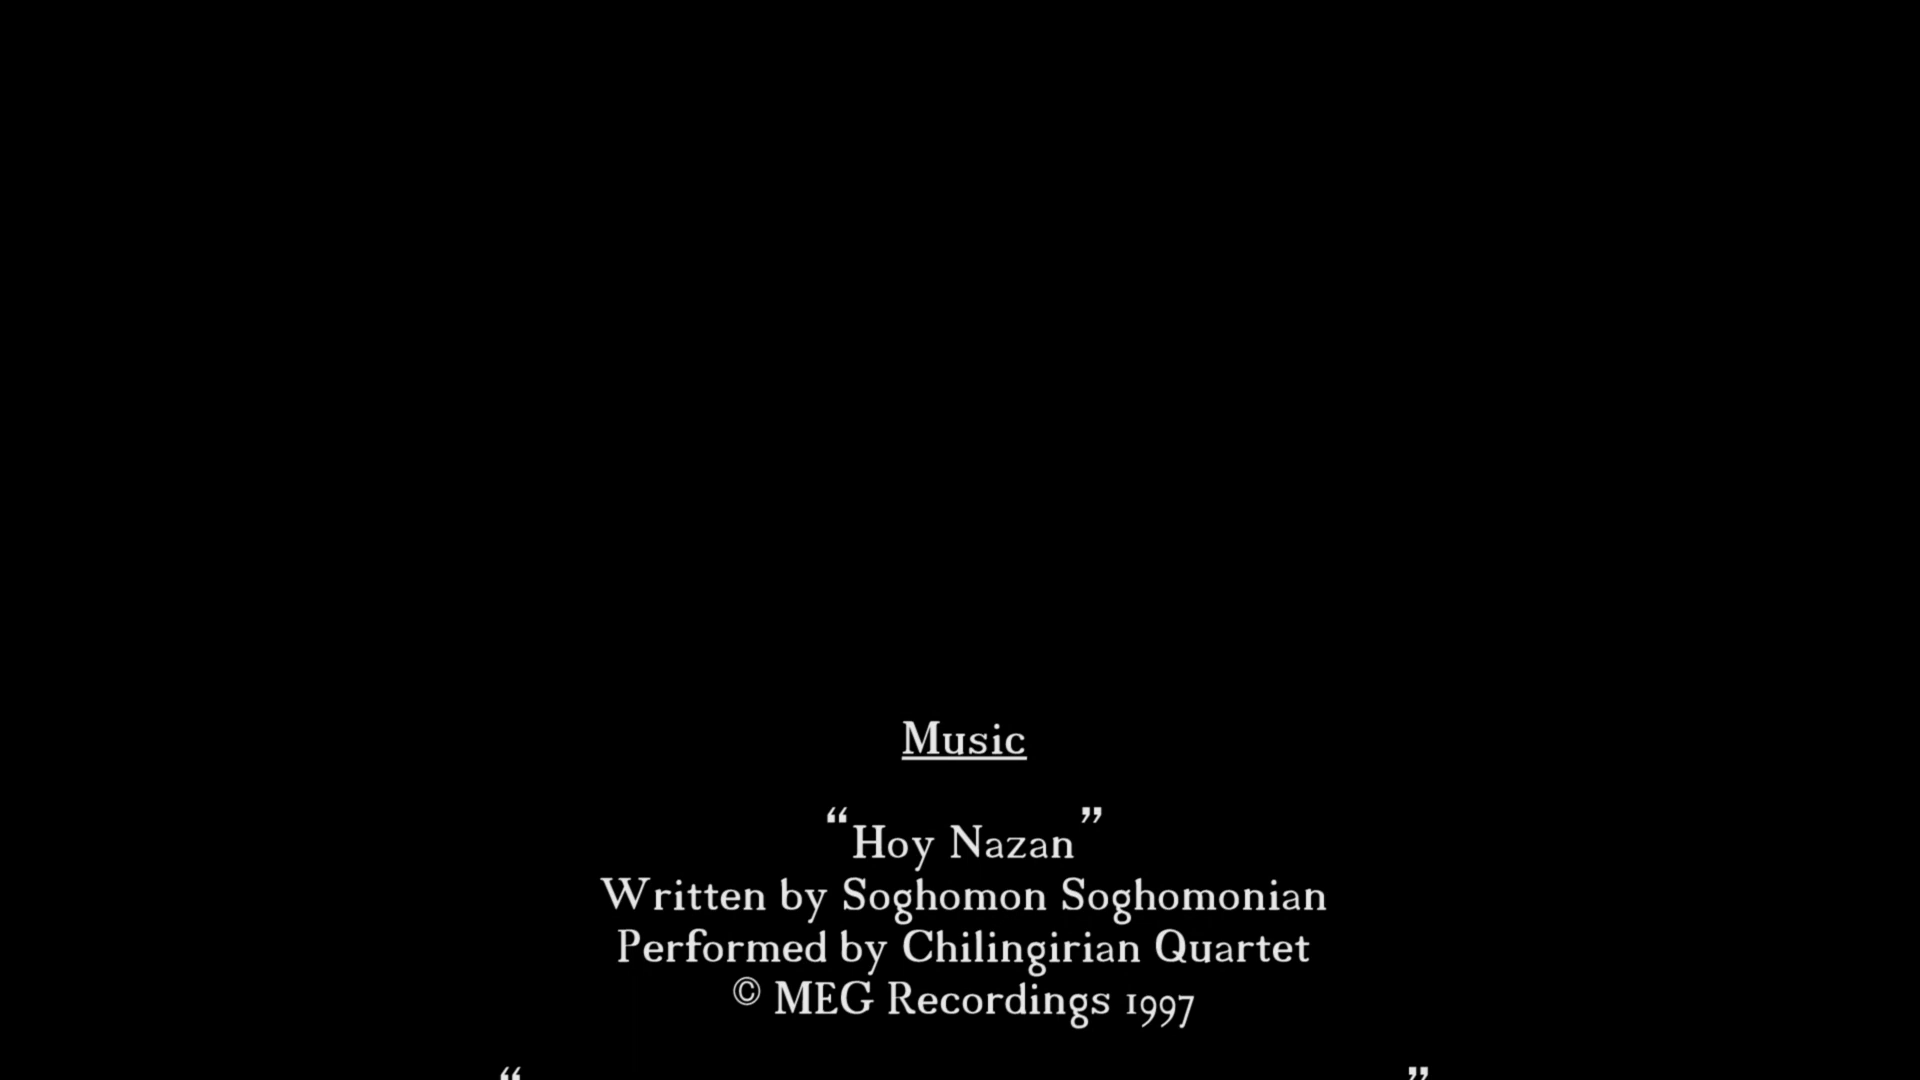 Music
“Hoy Nazan”
Written by Soghomon Soghomonian
Performed by Chilingirian Quartet
© MEG Recordings 1997
“ ”